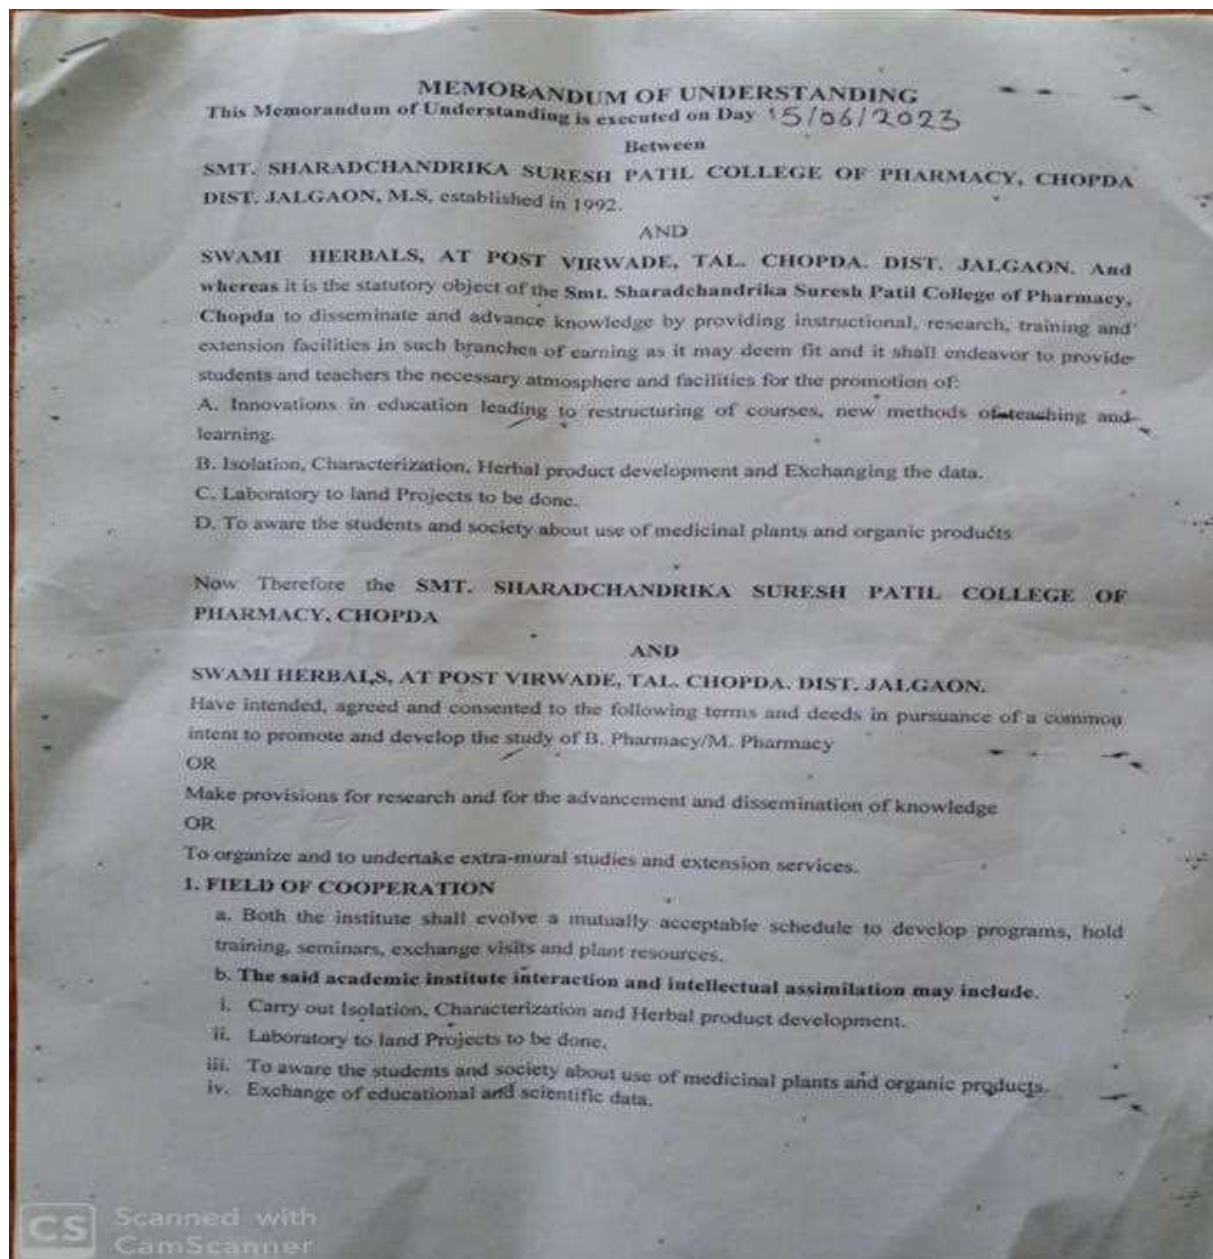 MEMORANDUM OF UNDERSTANDING
This Memorandum of Understanding is executed on Day 15/06/2023
Between
SMT. SHARADCHANDRIKA SURESH PATIL COLLEGE OF PHARMACY, CHOPDA
DIST. JALGAON, M.S, established in 1992.
AND
SWAMI HERBALS, AT POST VIRWADE, TAL. CHOPDA. DIST. JALGAON. And
whereas it is the statutory object of the Smt. Sharadchandrika Suresh Patil College of Pharmacy,
Chopda to disseminate and advance knowledge by providing instructional, research, training and
extension facilities in such branches of earning as it may deem fit and it shall endeavor to provide
students and teachers the necessary atmosphere and facilities for the promotion of:
A. Innovations in education leading to restructuring of courses, new methods of teaching and
learning.
B. Isolation, Characterization, Herbal product development and Exchanging the data.
C. Laboratory to land Projects to be done.
D. To aware the students and society about use of medicinal plants and organic products
Now Therefore the SMT. SHARADCHANDRIKA SURESH PATIL COLLEGE OF
PHARMACY, CHOPDA
AND
SWAMI HERBALS, AT POST VIRWADE, TAL. CHOPDA. DIST. JALGAON.
Have intended, agreed and consented to the following terms and deeds in pursuance of a common
intent to promote and develop the study of B. Pharmacy/M. Pharmacy
OR
Make provisions for research and for the advancement and dissemination of knowledge
OR
To organize and to undertake extra-mural studies and extension services.
1. FIELD OF COOPERATION
a. Both the institute shall evolve a mutually acceptable schedule to develop programs, hold
training, seminars, exchange visits and plant resources.
b. The said academic institute interaction and intellectual assimilation may include.
i. Carry out Isolation, Characterization and Herbal product development.
ii. Laboratory to land Projects to be done.
iii. To aware the students and society about use of medicinal plants and organic products.
iv. Exchange of educational and scientific data.
CS Scanned with
CamScanner